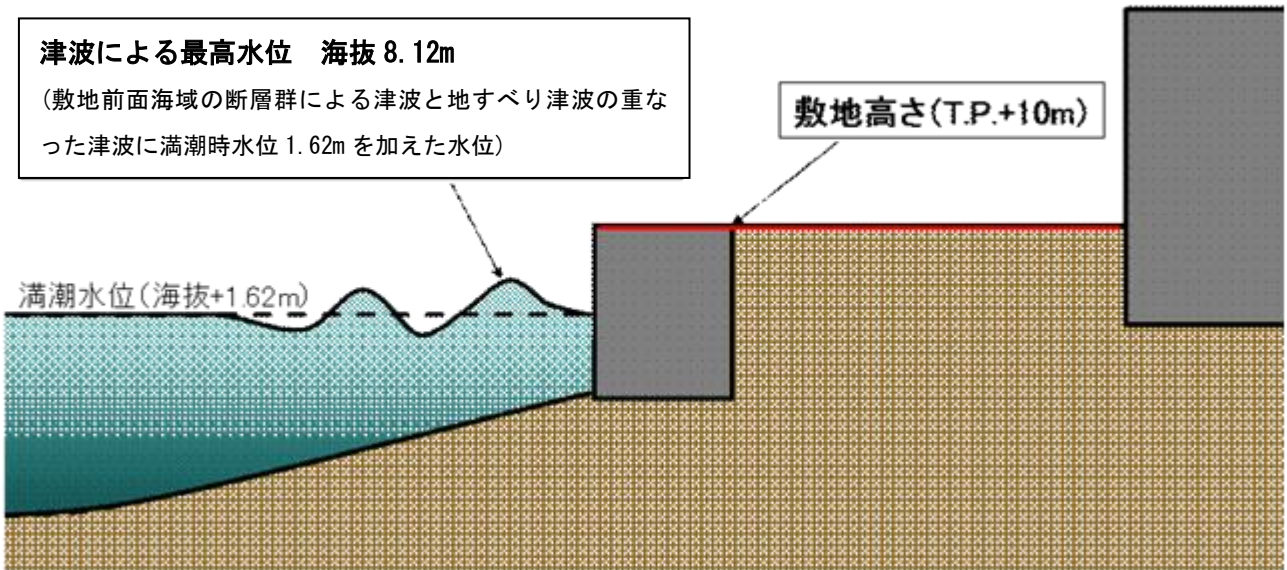 津波による最高水位　海抜 8.12m
(敷地前面海域の断層群による津波と地すべり津波の重な
った津波に満潮時水位 1.62m を加えた水位)
敷地高さ(T.P.+10m)
満潮水位(海抜+1.62m)